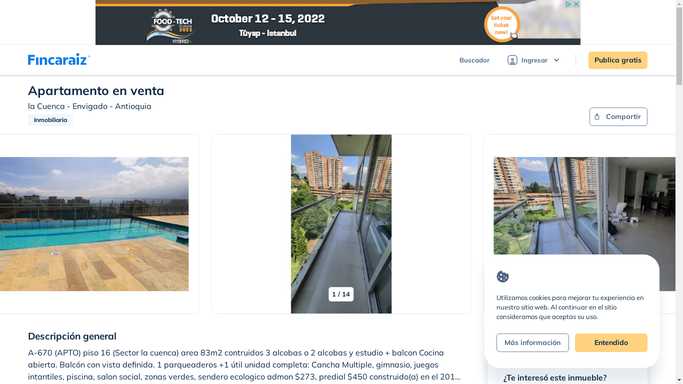 FOOD-TECH
October 12 - 15, 2022
Tüyap - Istanbul
Get your ticket now!
Fincaraíz
Buscador
Ingresar
Publica gratis
Apartamento en venta
la Cuenca - Envigado - Antioquia
Inmobiliaria
Compartir
1 / 14
Utilizamos cookies para mejorar tu experiencia en nuestro sitio web. Al continuar en el sitio consideramos que aceptas su uso.
Más información
Entendido
Descripción general
A-670 (APTO) piso 16 (Sector la cuenca) area 83m2 contruidos 3 alcobas o 2 alcobas y estudio + balcon Cocina
abierta. Balcón con vista definida. 1 parqueaderos +1 útil unidad completa: Cancha Multiple, gimnasio, juegos
intantiles, piscina, salon social, zonas verdes, sendero ecologico admon $273, predial $450 construido(a) en el 201...
¿Te interesó este inmueble?